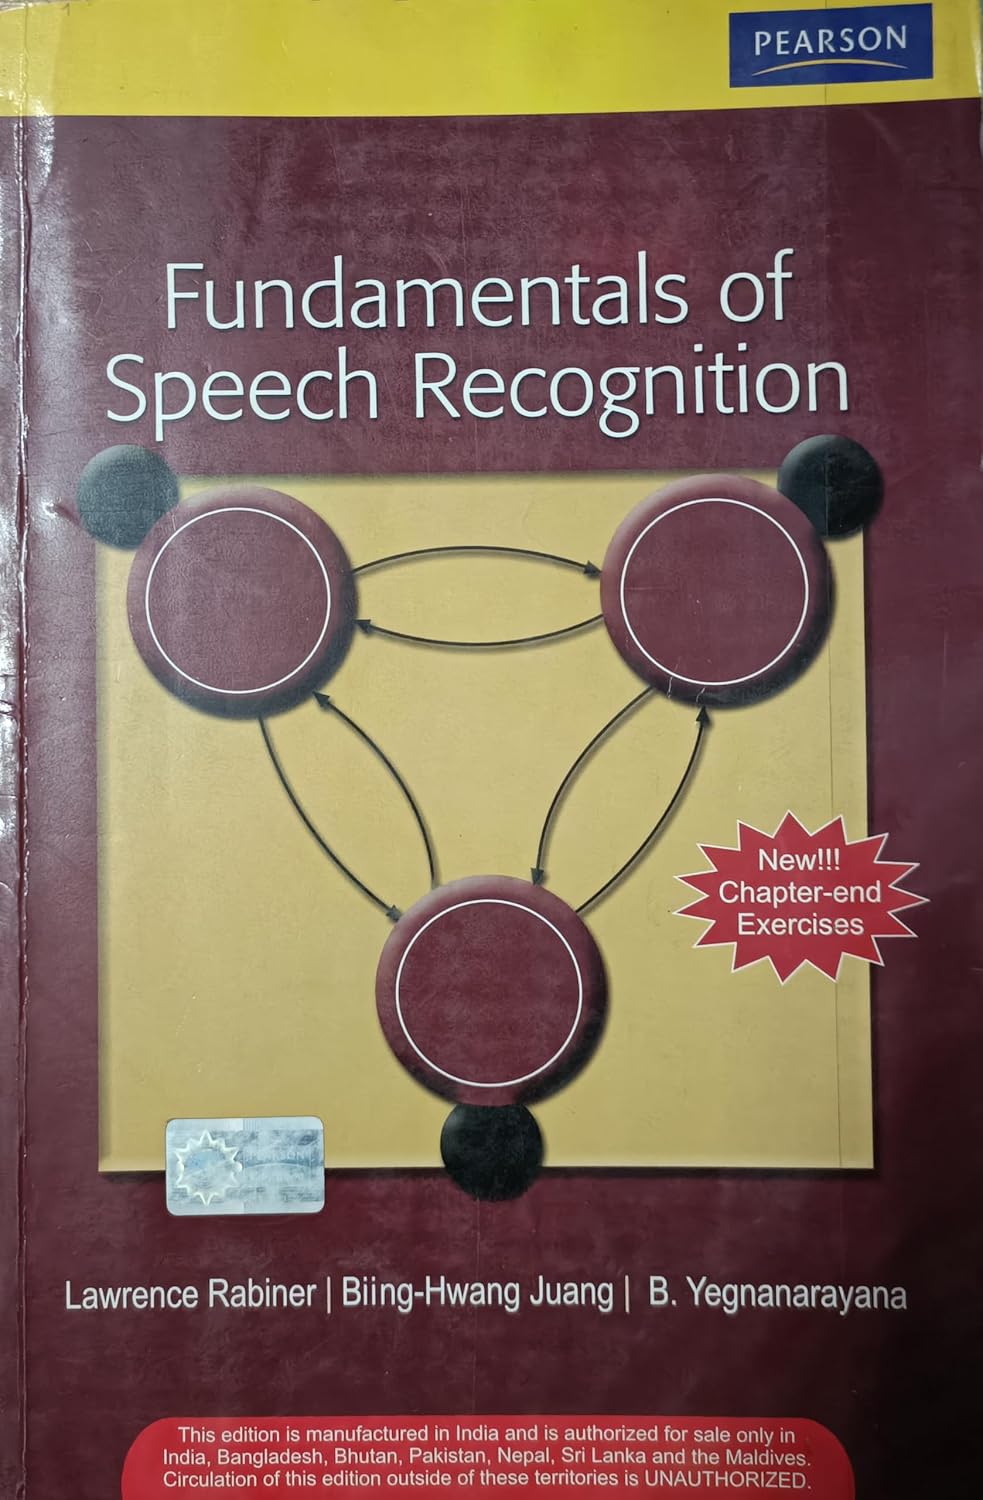 PEARSON
Fundamentals of
Speech Recognition
New!!!
Chapter-end
Exercises
PEARSON
Lawrence Rabiner | Biing-Hwang Juang | B. Yegnanarayana
This edition is manufactured in India and is authorized for sale only in
India, Bangladesh, Bhutan, Pakistan, Nepal, Sri Lanka and the Maldives.
Circulation of this edition outside of these territories is UNAUTHORIZED.